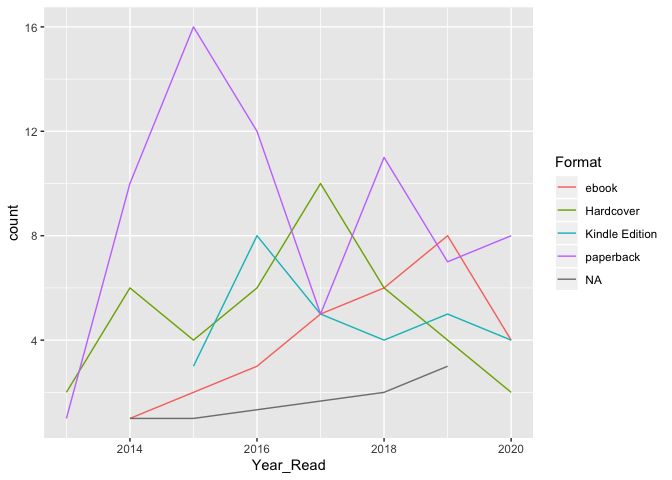 16
12
8
4
count
2014
2016
2018
2020
Year_Read
Format
ebook
Hardcover
Kindle Edition
paperback
NA